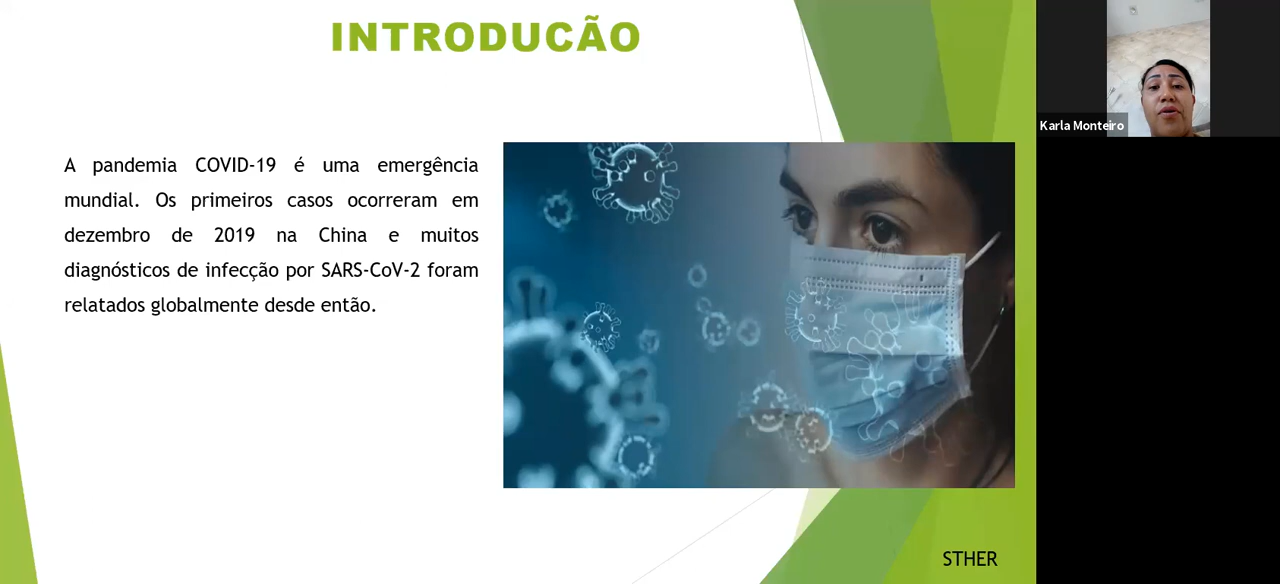 INTRODUCÃO
A pandemia COVID-19 é uma emergência
mundial. Os primeiros casos ocorreram em
dezembro de 2019 na China e muitos
diagnósticos de infecção por SARS-CoV-2 foram
relatados globalmente desde então.
STHER
Karla Monteiro